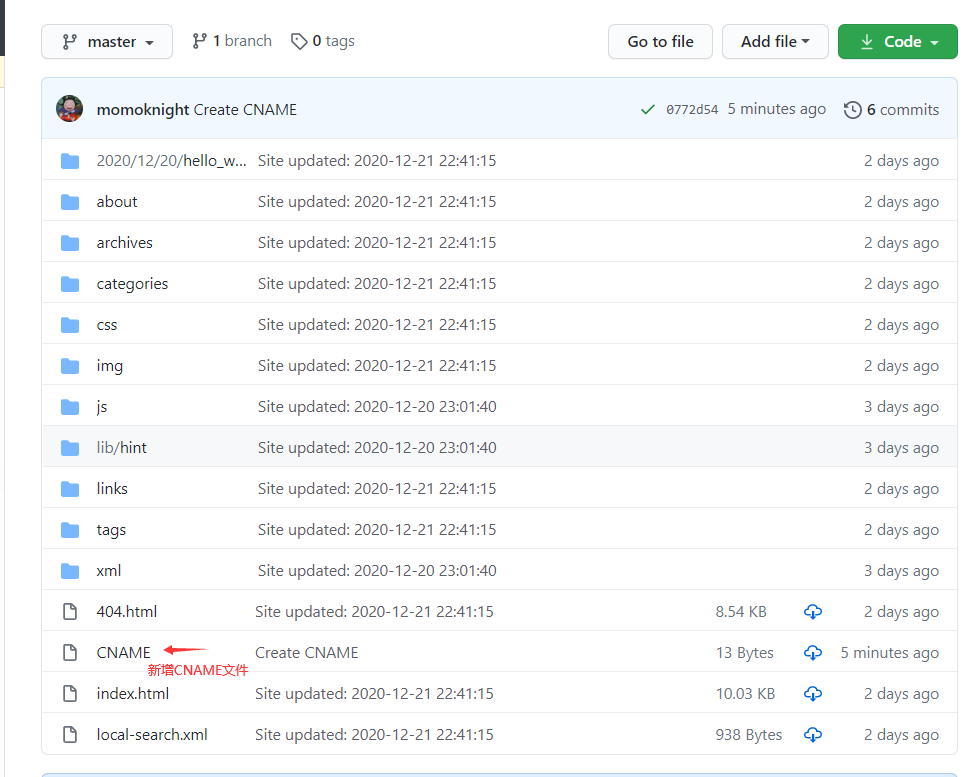 master 1 branch 0 tags Go to file Add file Code
momoknight Create CNAME 0772d54 5 minutes ago 6 commits
2020/12/20/hello_w... Site updated: 2020-12-21 22:41:15 2 days ago
about Site updated: 2020-12-21 22:41:15 2 days ago
archives Site updated: 2020-12-21 22:41:15 2 days ago
categories Site updated: 2020-12-21 22:41:15 2 days ago
css Site updated: 2020-12-21 22:41:15 2 days ago
img Site updated: 2020-12-21 22:41:15 2 days ago
js Site updated: 2020-12-20 23:01:40 3 days ago
lib/hint Site updated: 2020-12-20 23:01:40 3 days ago
links Site updated: 2020-12-21 22:41:15 2 days ago
tags Site updated: 2020-12-21 22:41:15 2 days ago
xml Site updated: 2020-12-20 23:01:40 3 days ago
404.html Site updated: 2020-12-21 22:41:15 8.54 KB 2 days ago
CNAME Create CNAME 13 Bytes 5 minutes ago
新增CNAME文件
index.html Site updated: 2020-12-21 22:41:15 10.03 KB 2 days ago
local-search.xml Site updated: 2020-12-21 22:41:15 938 Bytes 2 days ago